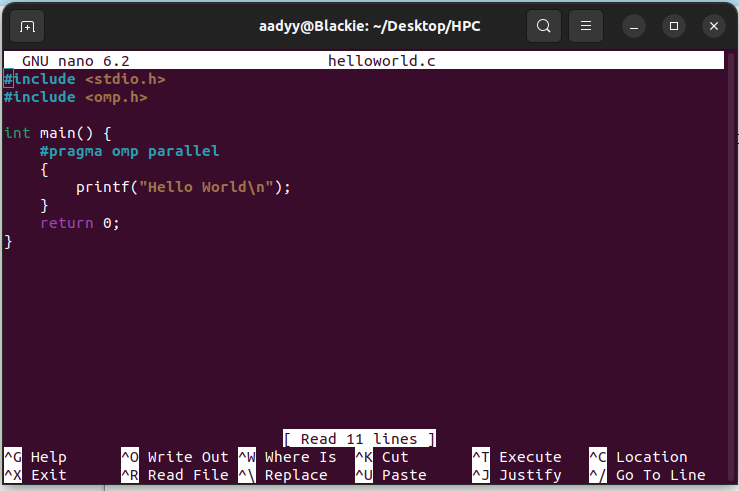 aadyy@Blackie: ~/Desktop/HPC
GNU nano 6.2 helloworld.c
#include <stdio.h>
#include <omp.h>
int main() {
#pragma omp parallel
{
printf("Hello World\n");
}
return 0;
}
[ Read 11 lines ]
^G Help ^O Write Out ^W Where Is ^K Cut ^T Execute ^C Location
^X Exit ^R Read File ^\ Replace ^U Paste ^J Justify ^/ Go To Line